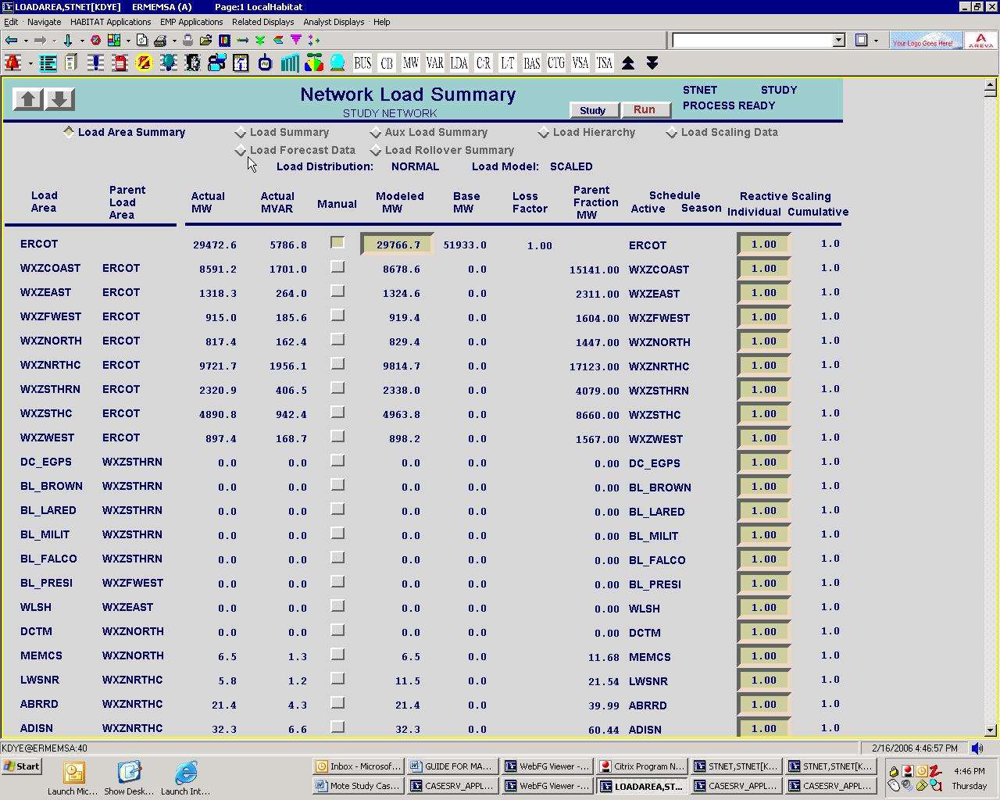 LOADAREA,STNET[KDYE]   ERMEMSA (A)   Page:1 LocalHabitat
Edit   Navigate   HABITAT Applications   EMP Applications   Related Displays   Analyst Displays   Help
Your Logo Goes Here!   A AREVA
BUS CB MW VAR LDA C/R L/T BAS CTG VSA TSA
Network Load Summary
STUDY NETWORK
Study   Run
STNET   STUDY
PROCESS READY
Load Area Summary   Load Summary   Aux Load Summary   Load Hierarchy   Load Scaling Data
Load Forecast Data   Load Rollover Summary
Load Distribution: NORMAL   Load Model: SCALED
Load Area   Parent Load Area   Actual MW   Actual MVAR   Manual   Modeled MW   Base MW   Loss Factor   Parent Fraction MW   Schedule Active Season   Reactive Scaling Individual Cumulative
ERCOT 29472.6 5786.8 29766.7 51933.0 1.00 ERCOT 1.00 1.0
WXZCOAST ERCOT 8591.2 1701.0 8678.6 0.0 15141.00 WXZCOAST 1.00 1.0
WXZEAST ERCOT 1318.3 264.0 1324.6 0.0 2311.00 WXZEAST 1.00 1.0
WXZFWEST ERCOT 915.0 185.6 919.4 0.0 1604.00 WXZFWEST 1.00 1.0
WXZNORTH ERCOT 817.4 162.4 829.4 0.0 1447.00 WXZNORTH 1.00 1.0
WXZNRTHC ERCOT 9721.7 1956.1 9814.7 0.0 17123.00 WXZNRTHC 1.00 1.0
WXZSTHRN ERCOT 2320.9 406.5 2338.0 0.0 4079.00 WXZSTHRN 1.00 1.0
WXZSTHC ERCOT 4890.8 942.4 4963.8 0.0 8660.00 WXZSTHC 1.00 1.0
WXZWEST ERCOT 897.4 168.7 898.2 0.0 1567.00 WXZWEST 1.00 1.0
DC_EGPS WXZSTHRN 0.0 0.0 0.0 0.0 0.00 DC_EGPS 1.00 1.0
BL_BROWN WXZSTHRN 0.0 0.0 0.0 0.0 0.00 BL_BROWN 1.00 1.0
BL_LARED WXZSTHRN 0.0 0.0 0.0 0.0 0.00 BL_LARED 1.00 1.0
BL_MILIT WXZSTHRN 0.0 0.0 0.0 0.0 0.00 BL_MILIT 1.00 1.0
BL_FALCO WXZSTHRN 0.0 0.0 0.0 0.0 0.00 BL_FALCO 1.00 1.0
BL_PRESI WXZFWEST 0.0 0.0 0.0 0.0 0.00 BL_PRESI 1.00 1.0
WLSH WXZEAST 0.0 0.0 0.0 0.0 0.00 WLSH 1.00 1.0
DCTM WXZNORTH 0.0 0.0 0.0 0.0 0.00 DCTM 1.00 1.0
MEMCS WXZNORTH 6.5 1.3 6.5 0.0 11.68 MEMCS 1.00 1.0
LWSNR WXZNRTHC 5.8 1.2 11.5 0.0 21.54 LWSNR 1.00 1.0
ABRRD WXZNRTHC 21.4 4.3 21.4 0.0 39.99 ABRRD 1.00 1.0
ADISN WXZNRTHC 32.3 6.6 32.3 0.0 60.44 ADISN 1.00 1.0
KDYE@ERMEMSA:40   2/16/2006 4:46:57 PM
Start   Launch Mic...   Show Desk...   Launch Int...
Inbox - Microsof...   GUIDE FOR MA...   WebFG Viewer -...   Citrix Program N...   STNET,STNET[K...   STNET,STNET[K...   4:46 PM
Mote Study Cas...   CASESRV_APPL...   WebFG Viewer -...   LOADAREA,ST...   CASESRV_APPL...   CASESRV_APPL...   Thursday